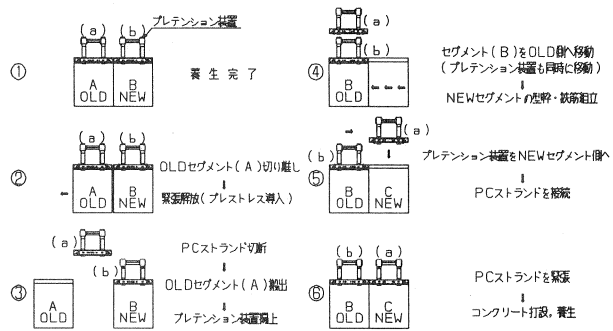 (a) (b) プレテンション装置
① A OLD B NEW 養生完了
(a) (b)
② A OLD B NEW
OLDセグメント(A)切り離し
↓
緊張解放(プレストレス導入)
(a)
(b)
③ A OLD B NEW
PCストランド切断
↓
OLDセグメント(A)搬出
↓
プレテンション装置揚上
(a)
(b)
④ B OLD
セグメント(B)をOLD側へ移動
(プレテンション装置も同時に移動)
↓
NEWセグメントの型枠・鉄筋組立
(a)
(b)
⑤ B OLD C NEW
プレテンション装置をNEWセグメント側へ
↓
PCストランドを接続
(b) (a)
⑥ B OLD C NEW
PCストランドを緊張
↓
コンクリート打設,養生